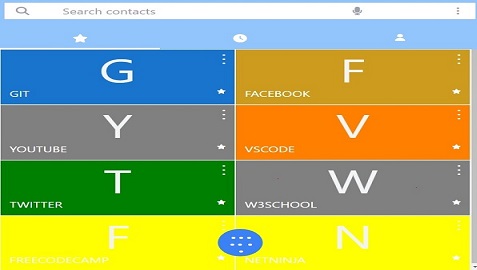 Search contacts
G
GIT
F
FACEBOOK
Y
YOUTUBE
V
VSCODE
T
TWITTER
W
W3SCHOOL
F
FREECODECAMP
N
NETNINJA